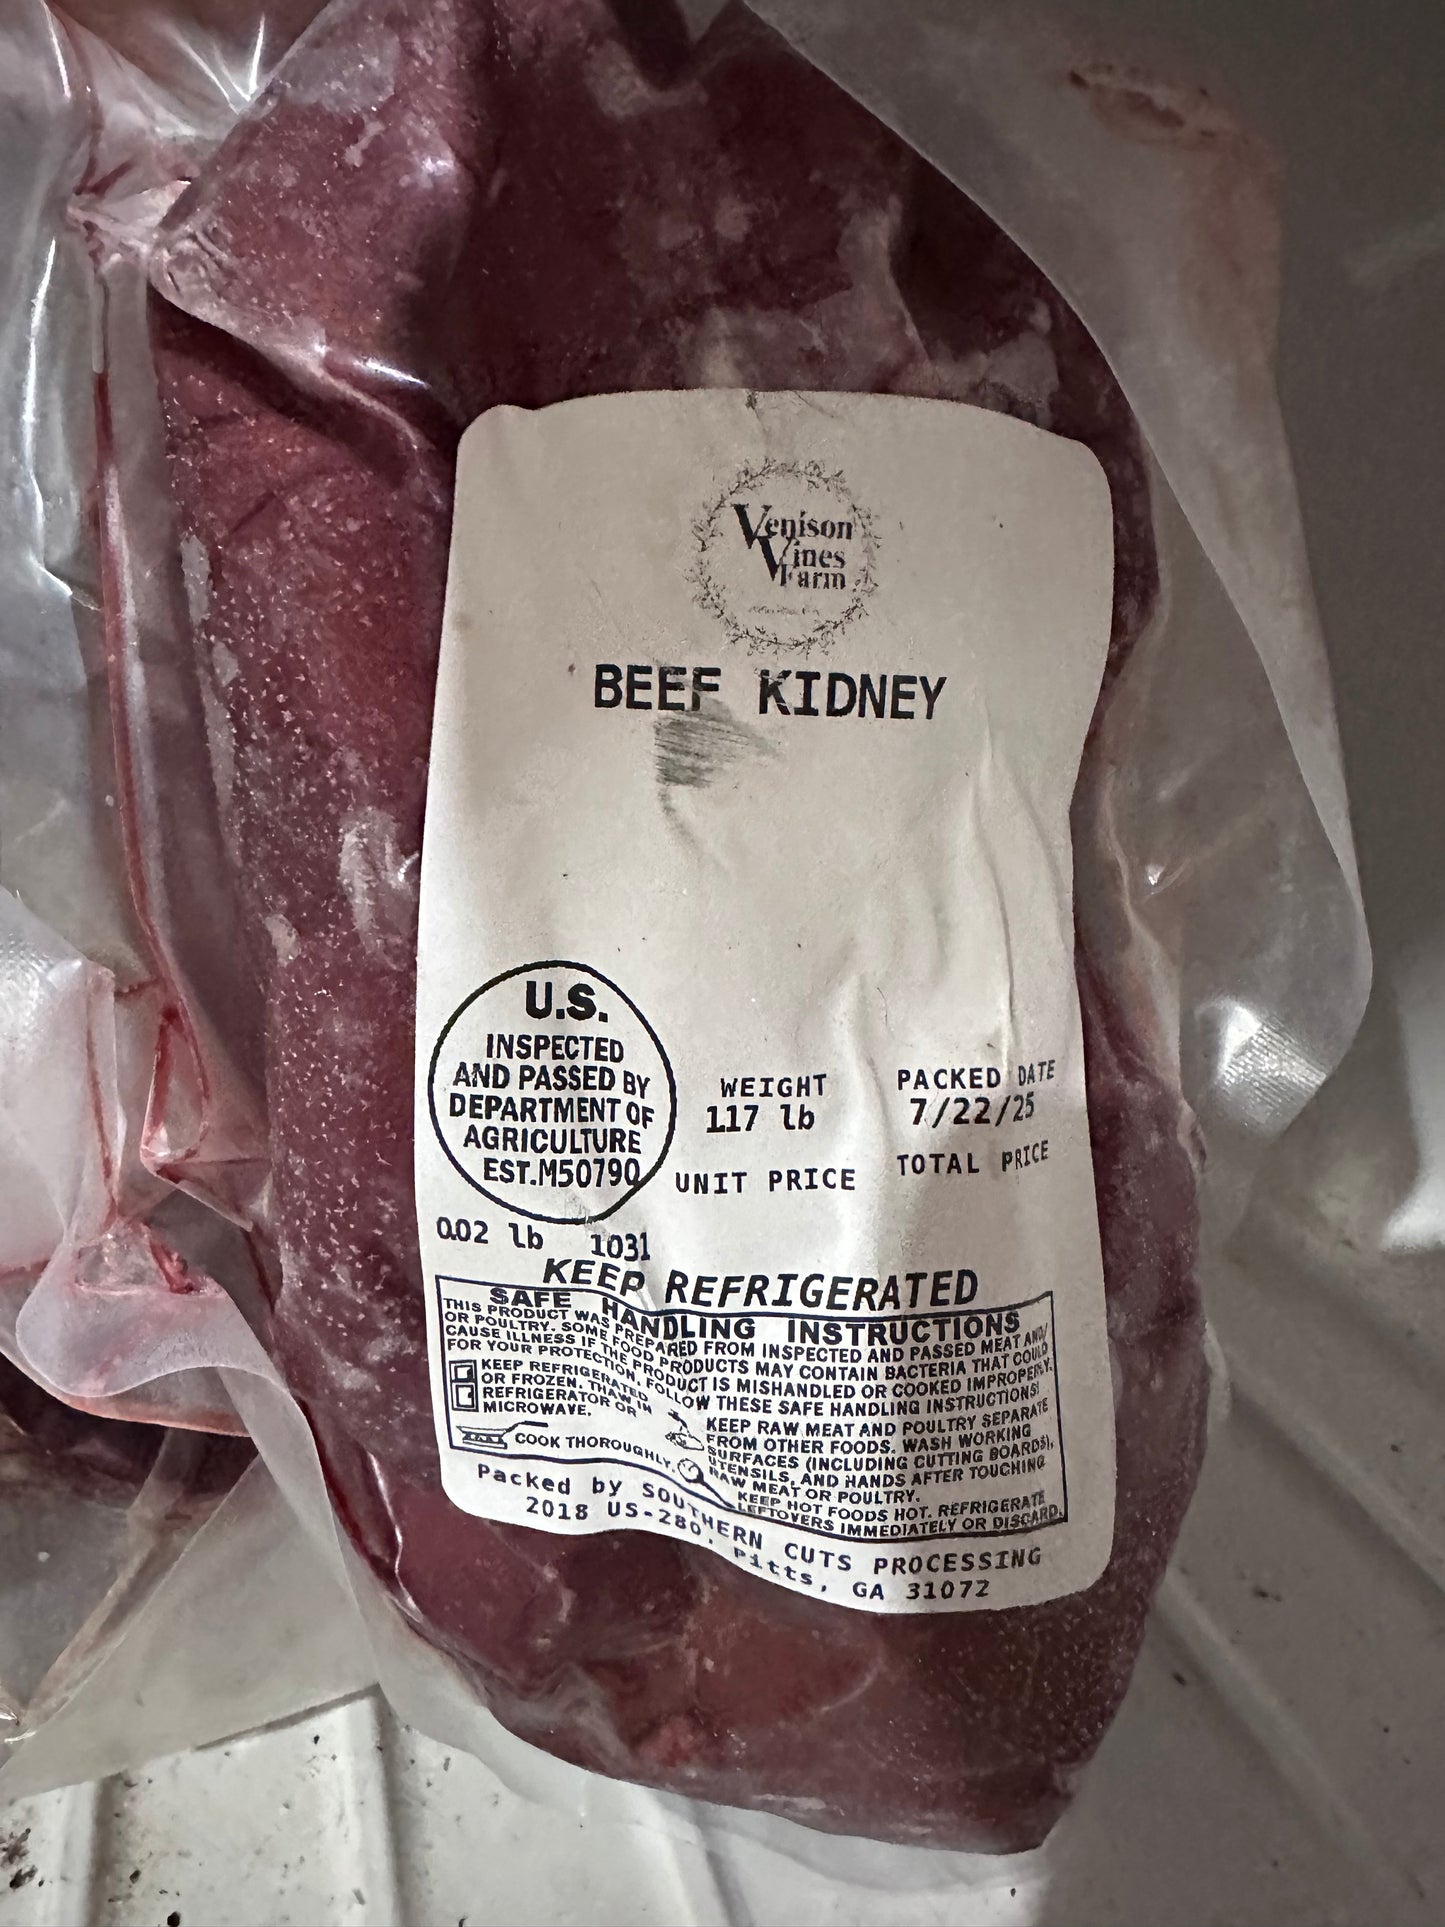 Venison
Vines
Farm
BEEF KIDNEY
U.S.
INSPECTED
AND PASSED BY
DEPARTMENT OF
AGRICULTURE
EST.M50790
WEIGHT
1.17 lb
PACKED DATE
7/22/25
UNIT PRICE
TOTAL PRICE
0.02 lb 1031
KEEP REFRIGERATED
SAFE HANDLING INSTRUCTIONS
THIS PRODUCT WAS PREPARED FROM INSPECTED AND PASSED MEAT AND/
OR POULTRY. SOME FOOD PRODUCTS MAY CONTAIN BACTERIA THAT COULD
CAUSE ILLNESS IF THE PRODUCT IS MISHANDLED OR COOKED IMPROPERLY.
FOR YOUR PROTECTION, FOLLOW THESE SAFE HANDLING INSTRUCTIONS!
KEEP REFRIGERATED
OR FROZEN. THAW IN
REFRIGERATOR OR
MICROWAVE.
KEEP RAW MEAT AND POULTRY SEPARATE
FROM OTHER FOODS. WASH WORKING
SURFACES (INCLUDING CUTTING BOARDS),
UTENSILS, AND HANDS AFTER TOUCHING
RAW MEAT OR POULTRY.
COOK THOROUGHLY.
KEEP HOT FOODS HOT. REFRIGERATE
LEFTOVERS IMMEDIATELY OR DISCARD.
Packed by SOUTHERN CUTS PROCESSING
2018 US-280, Pitts, GA 31072